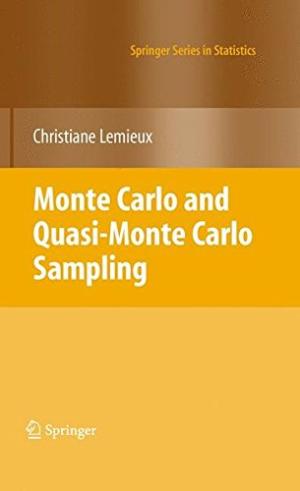 Springer Series in Statistics
Christiane Lemieux
Monte Carlo and
Quasi-Monte Carlo
Sampling
Springer